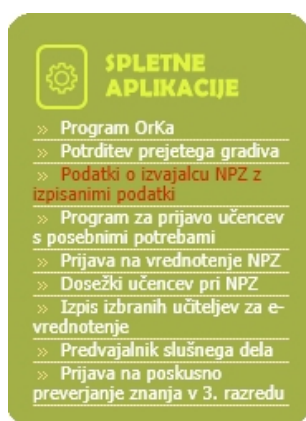 SPLETNE
APLIKACIJE
» Program OrKa
» Potrditev prejetega gradiva
» Podatki o izvajalcu NPZ z
izpisanimi podatki
» Program za prijavo učencev
s posebnimi potrebami
» Prijava na vrednotenje NPZ
» Dosežki učencev pri NPZ
» Izpis izbranih učiteljev za e-
vrednotenje
» Predvajalnik slušnega dela
» Prijava na poskusno
preverjanje znanja v 3. razredu